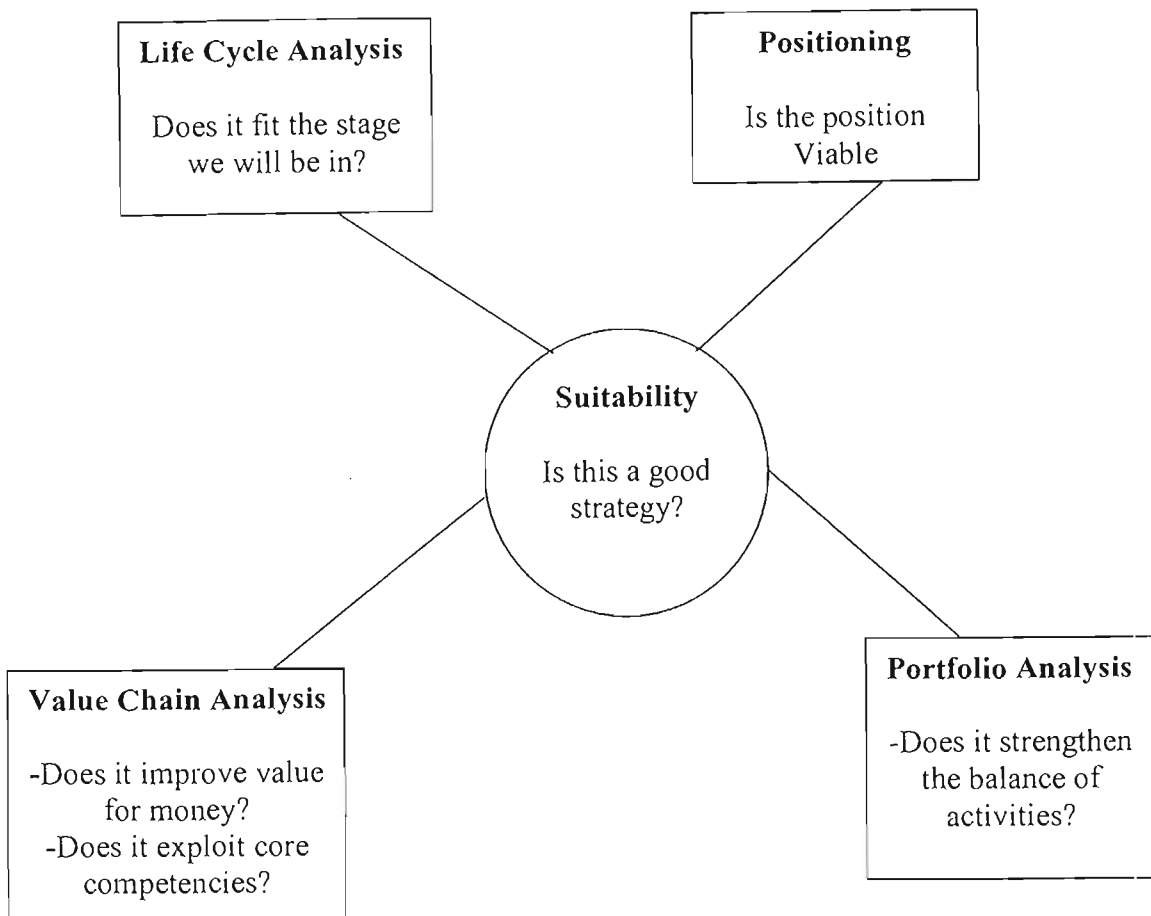 Life Cycle Analysis
Does it fit the stage
we will be in?
Positioning
Is the position
Viable
Suitability
Is this a good
strategy?
Value Chain Analysis
-Does it improve value
for money?
-Does it exploit core
competencies?
Portfolio Analysis
-Does it strengthen
the balance of
activities?